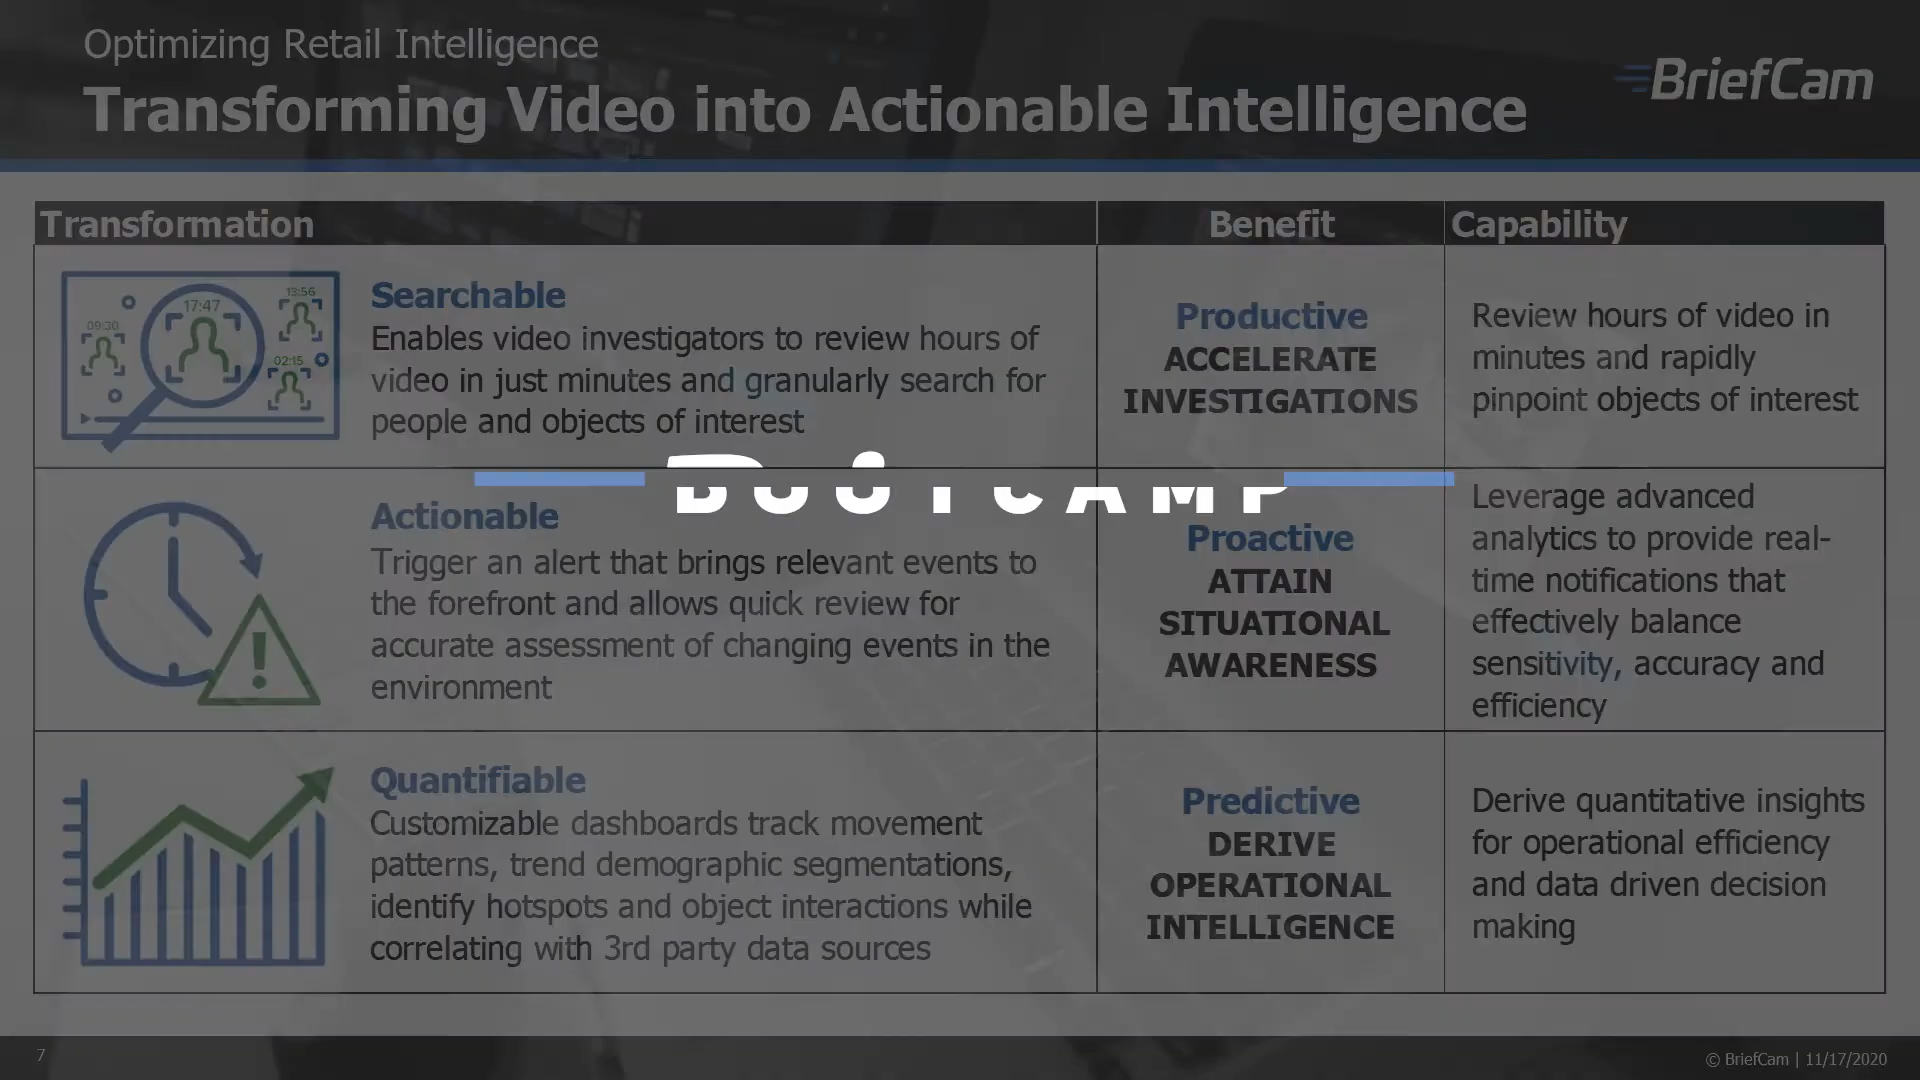 Optimizing Retail Intelligence
Transforming Video into Actionable Intelligence
BriefCam
Transformation
Benefit
Capability
17:47
13:56
09:30
02:15
Searchable
Enables video investigators to review hours of
video in just minutes and granularly search for
people and objects of interest
Productive
ACCELERATE
INVESTIGATIONS
Review hours of video in
minutes and rapidly
pinpoint objects of interest
BOOTCAMP
Actionable
Trigger an alert that brings relevant events to
the forefront and allows quick review for
accurate assessment of changing events in the
environment
Proactive
ATTAIN
SITUATIONAL
AWARENESS
Leverage advanced
analytics to provide real-
time notifications that
effectively balance
sensitivity, accuracy and
efficiency
Quantifiable
Customizable dashboards track movement
patterns, trend demographic segmentations,
identify hotspots and object interactions while
correlating with 3rd party data sources
Predictive
DERIVE
OPERATIONAL
INTELLIGENCE
Derive quantitative insights
for operational efficiency
and data driven decision
making
7
© BriefCam | 11/17/2020